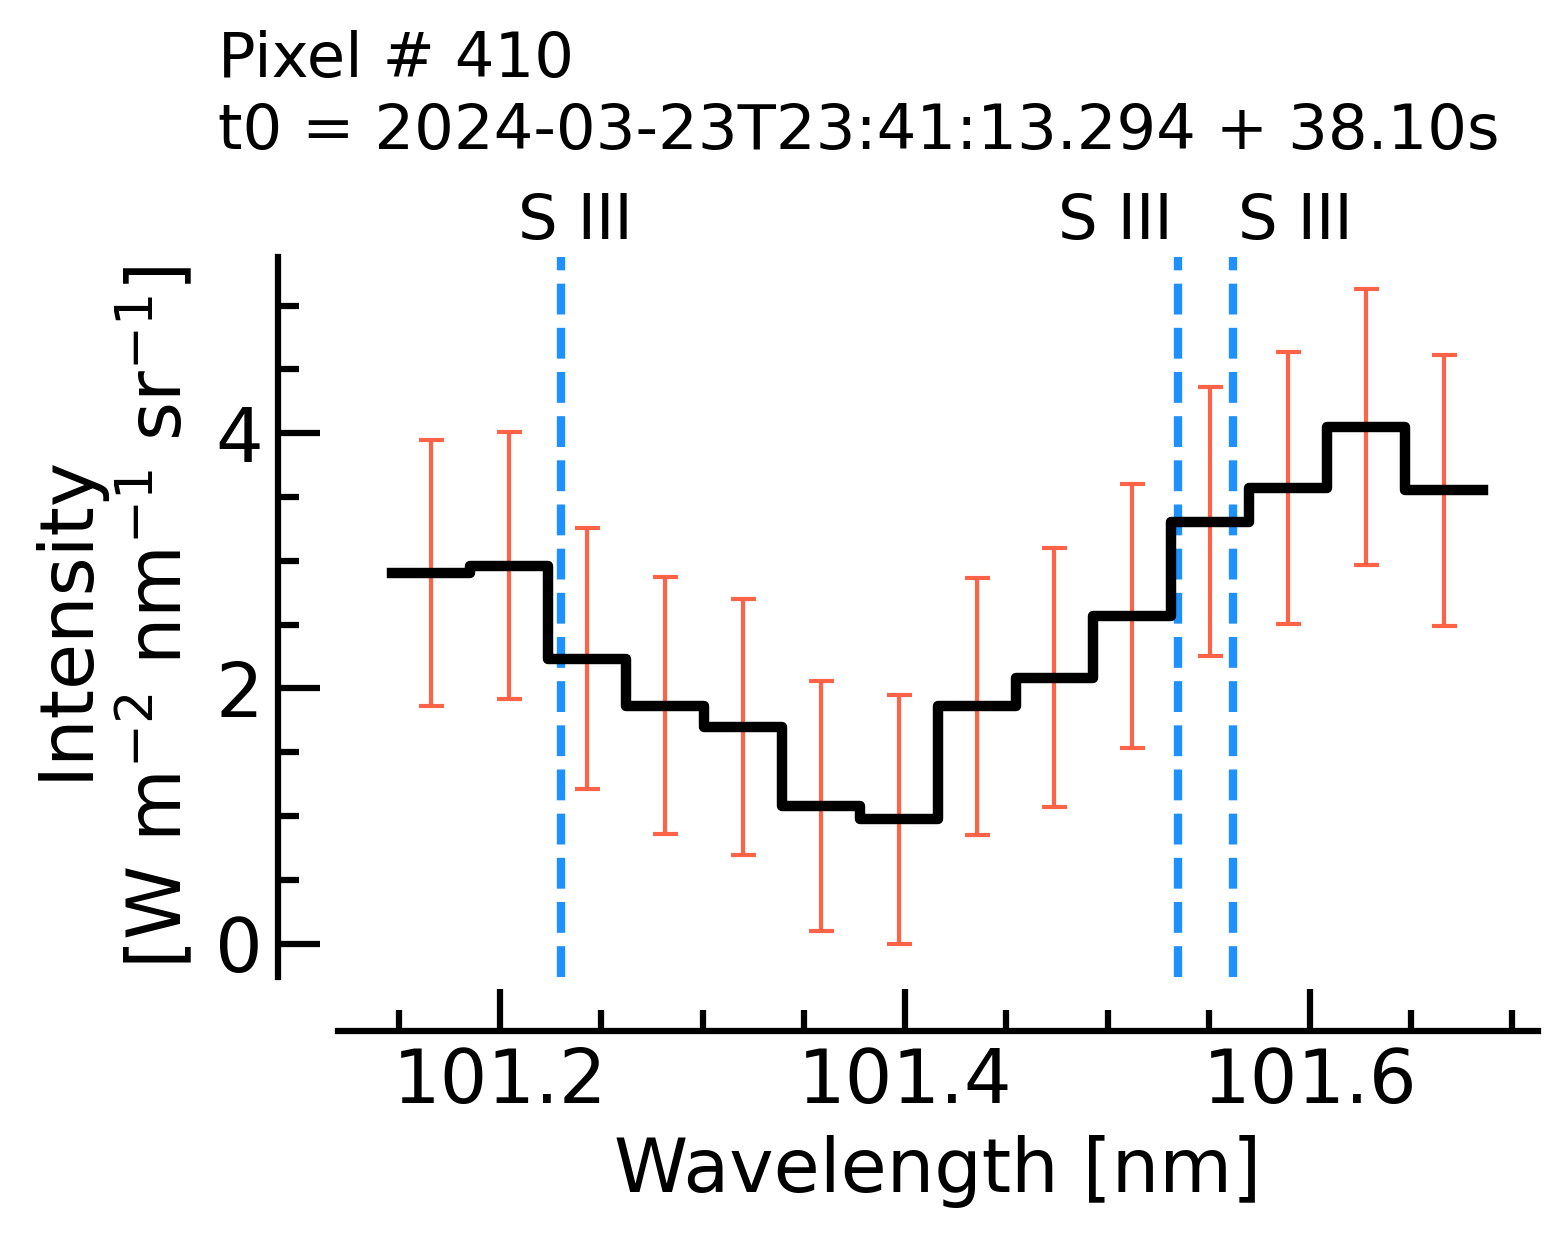 Pixel # 410
t0 = 2024-03-23T23:41:13.294 + 38.10s
S III S III S III
Intensity
[W m⁻² nm⁻¹ sr⁻¹]
4
2
0
101.2 101.4 101.6
Wavelength [nm]